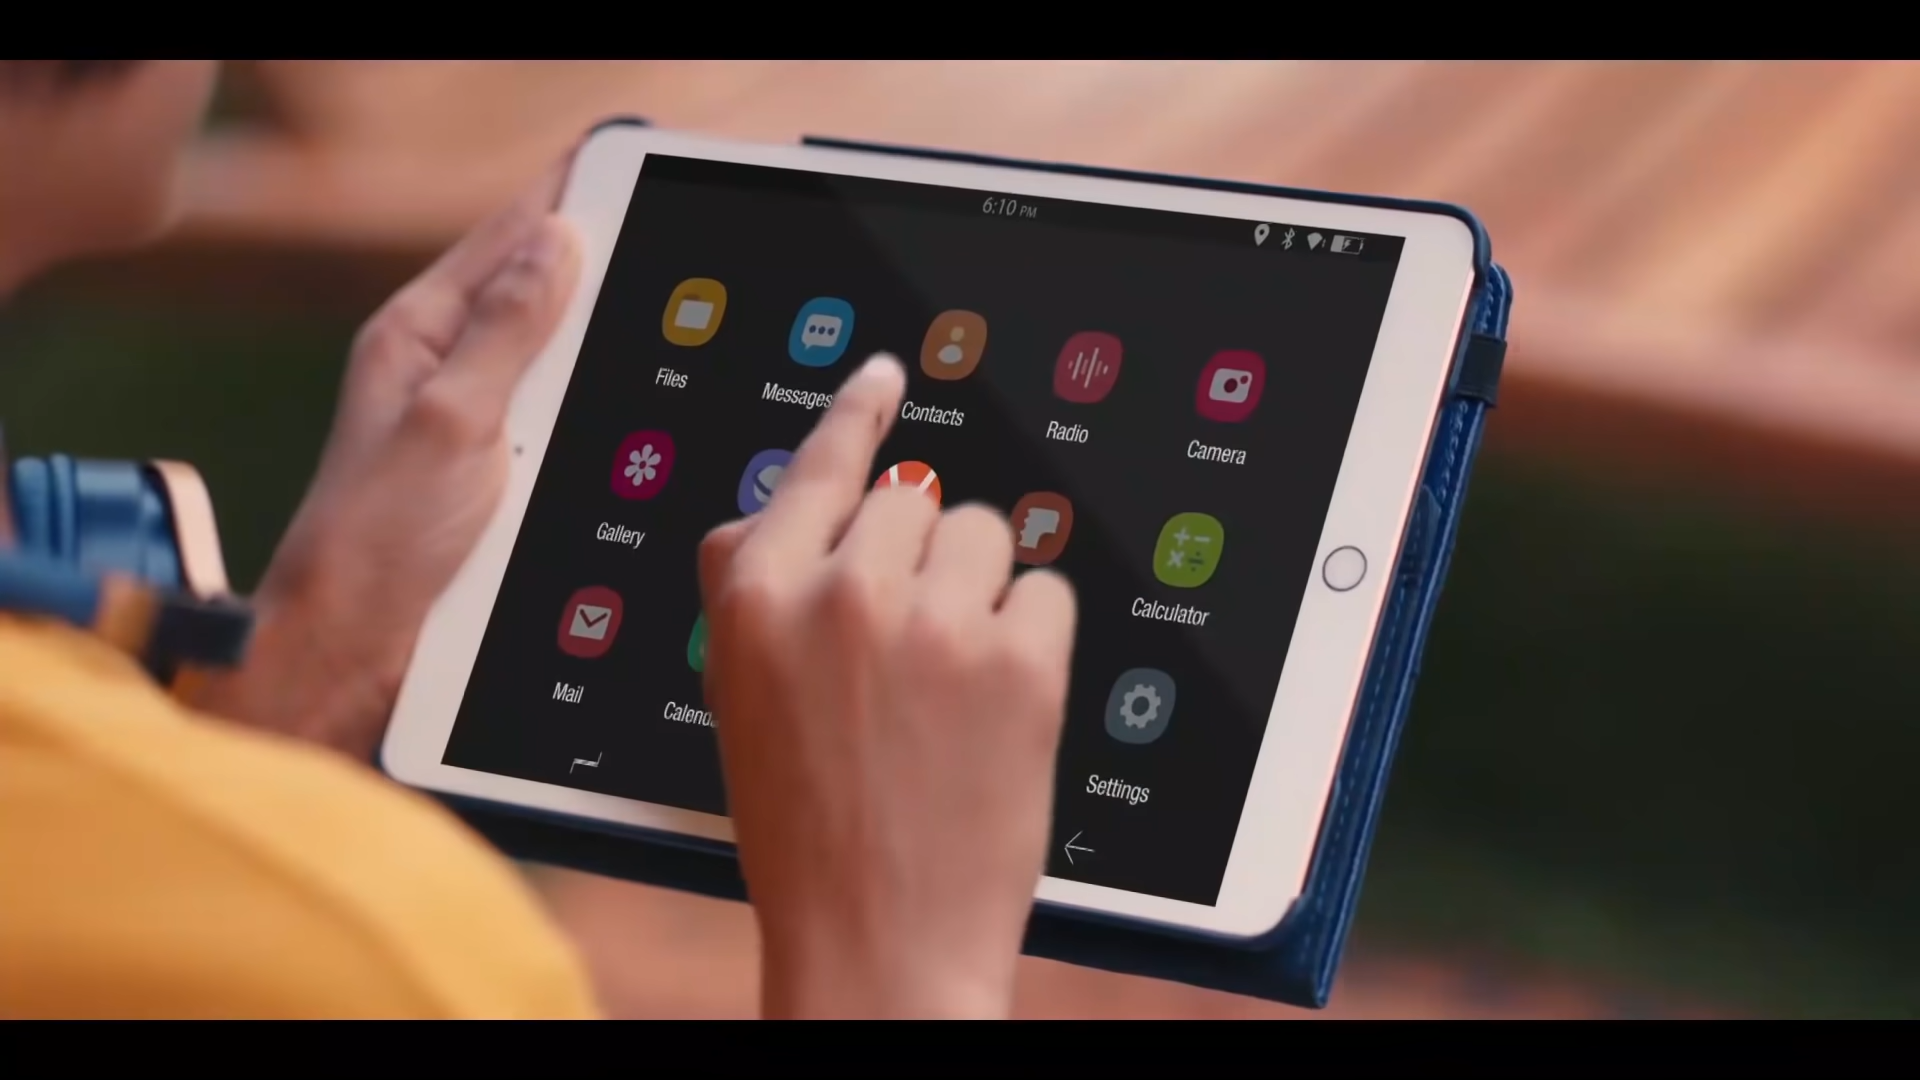 6:10 PM
Files
Messages
Contacts
Radio
Camera
Gallery
Calculator
Mail
Settings